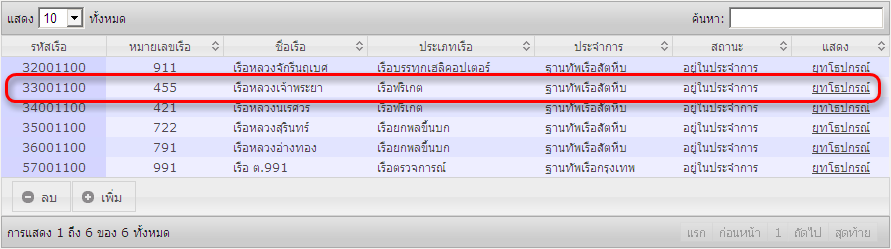 แสดง 10 ทั้งหมด ค้นหา:
รหัสเรือ หมายเลขเรือ ชื่อเรือ ประเภทเรือ ประจำการ สถานะ แสดง
32001100 911 เรือหลวงจักรีนฤเบศ เรือบรรทุกเฮลิคอปเตอร์ ฐานทัพเรือสัตหีบ อยู่ในประจำการ ยุทโธปกรณ์
33001100 455 เรือหลวงเจ้าพระยา เรือฟริเกต ฐานทัพเรือสัตหีบ อยู่ในประจำการ ยุทโธปกรณ์
34001100 421 เรือหลวงนเรศวร เรือฟริเกต ฐานทัพเรือสัตหีบ อยู่ในประจำการ ยุทโธปกรณ์
35001100 722 เรือหลวงสุรินทร์ เรือยกพลขึ้นบก ฐานทัพเรือสัตหีบ อยู่ในประจำการ ยุทโธปกรณ์
36001100 791 เรือหลวงอ่างทอง เรือยกพลขึ้นบก ฐานทัพเรือสัตหีบ อยู่ในประจำการ ยุทโธปกรณ์
57001100 991 เรือ ต.991 เรือตรวจการณ์ ฐานทัพเรือกรุงเทพ อยู่ในประจำการ ยุทโธปกรณ์
ลบ เพิ่ม
การแสดง 1 ถึง 6 ของ 6 ทั้งหมด แรก ก่อนหน้า 1 ถัดไป สุดท้าย